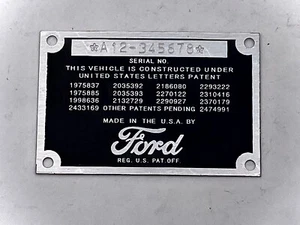 ☆A12-345678☆
SERIAL NO.
THIS VEHICLE IS CONSTRUCTED UNDER
UNITED STATES LETTERS PATENT
1975837 2035392 2186080 2293222
1975885 2035393 2270122 2310416
1998636 2132729 2290927 2370179
2433169 OTHER PATENTS PENDING 2474991
MADE IN THE U.S.A. BY
Ford
REG. U.S. PAT. OFF.